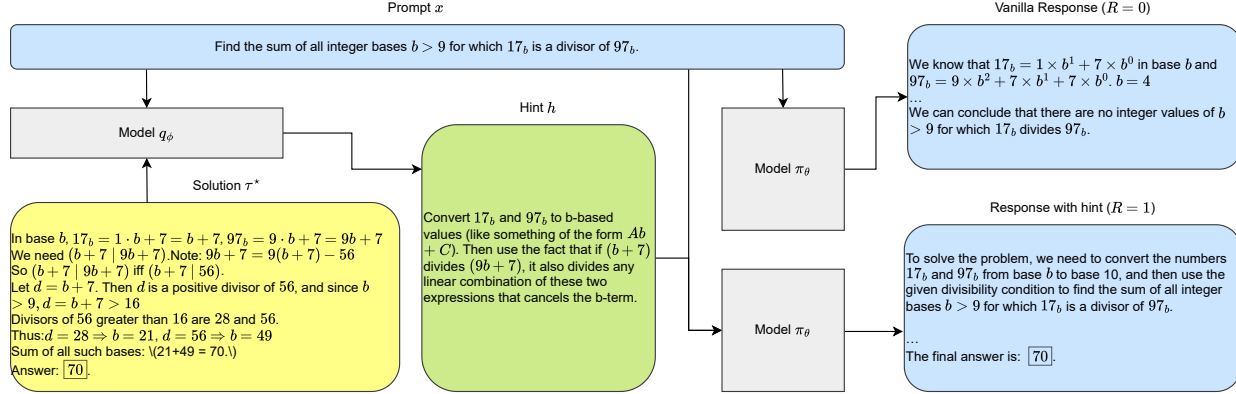 Prompt x
Find the sum of all integer bases b > 9 for which 17_b is a divisor of 97_b.
Model q_ϕ
Solution τ*
In base b, 17_b = 1 · b + 7 = b + 7, 97_b = 9 · b + 7 = 9b + 7
We need (b + 7 | 9b + 7).Note: 9b + 7 = 9(b + 7) − 56
So (b + 7 | 9b + 7) iff (b + 7 | 56).
Let d = b + 7. Then d is a positive divisor of 56, and since b
> 9, d = b + 7 > 16
Divisors of 56 greater than 16 are 28 and 56.
Thus:d = 28 ⇒ b = 21, d = 56 ⇒ b = 49
Sum of all such bases: \(21+49 = 70.\)
Answer: 70.
Hint h
Convert 17_b and 97_b to b-based
values (like something of the form Ab
+ C). Then use the fact that if (b + 7)
divides (9b + 7), it also divides any
linear combination of these two
expressions that cancels the b-term.
Model π_θ
Model π_θ
Vanilla Response (R = 0)
We know that 17_b = 1 × b^1 + 7 × b^0 in base b and
97_b = 9 × b^2 + 7 × b^1 + 7 × b^0. b = 4
...
We can conclude that there are no integer values of b
> 9 for which 17_b divides 97_b.
Response with hint (R = 1)
To solve the problem, we need to convert the numbers
17_b and 97_b from base b to base 10, and then use the
given divisibility condition to find the sum of all integer
bases b > 9 for which 17_b is a divisor of 97_b.
...
The final answer is: 70.